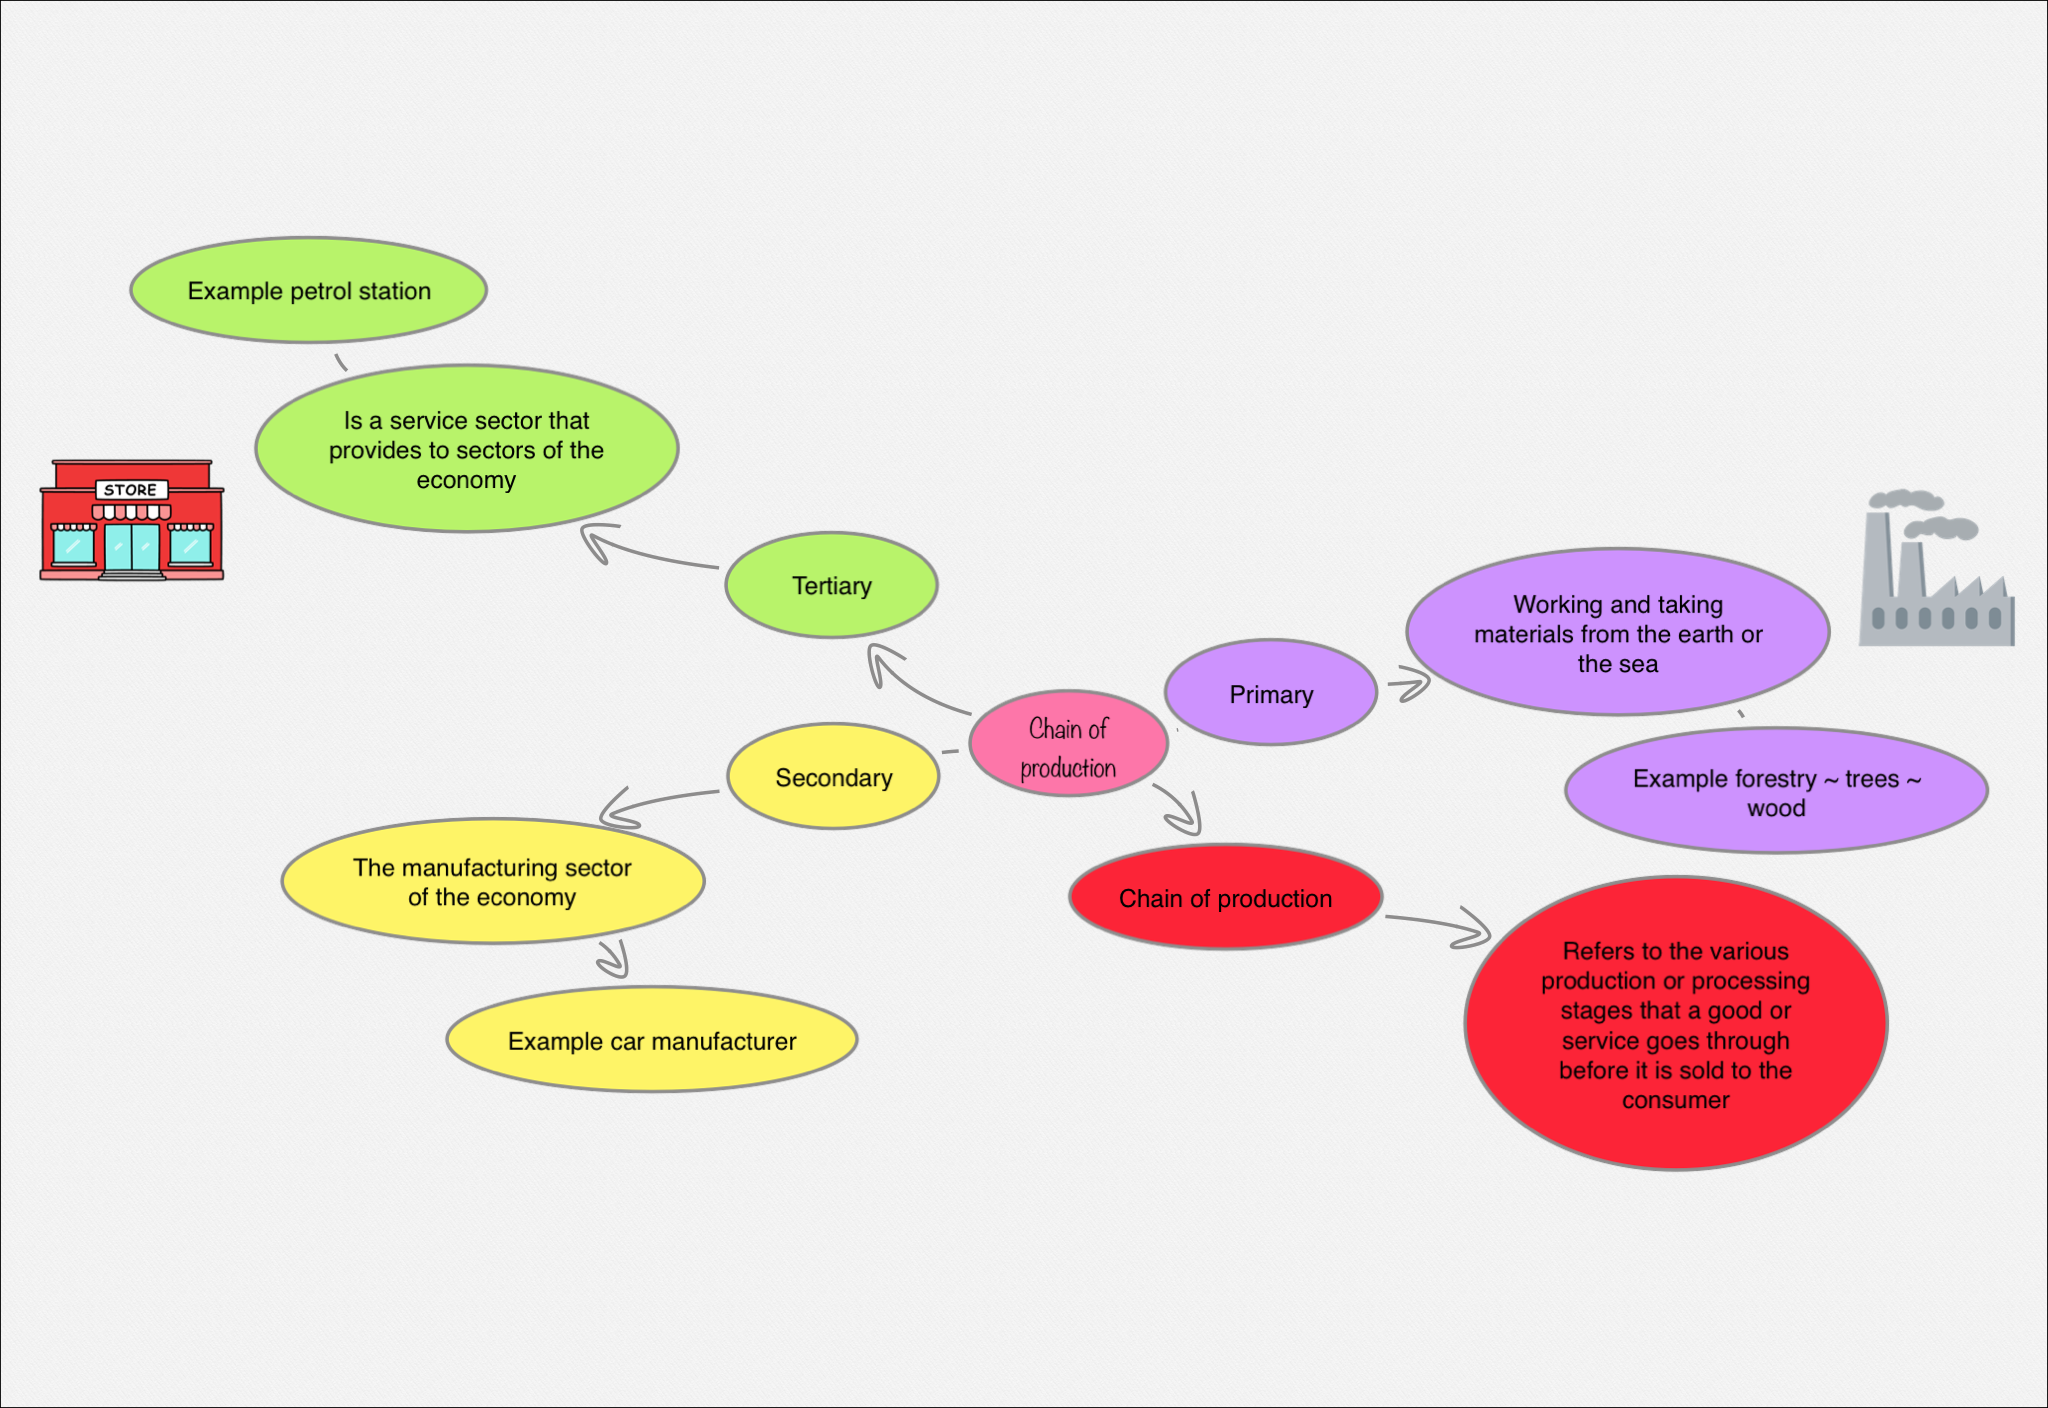 Example petrol station
Is a service sector that
provides to sectors of the
economy
STORE
Tertiary
Working and taking
materials from the earth or
the sea
Primary
Chain of
production
Secondary
Example forestry ~ trees ~
wood
The manufacturing sector
of the economy
Chain of production
Example car manufacturer
Refers to the various
production or processing
stages that a good or
service goes through
before it is sold to the
consumer